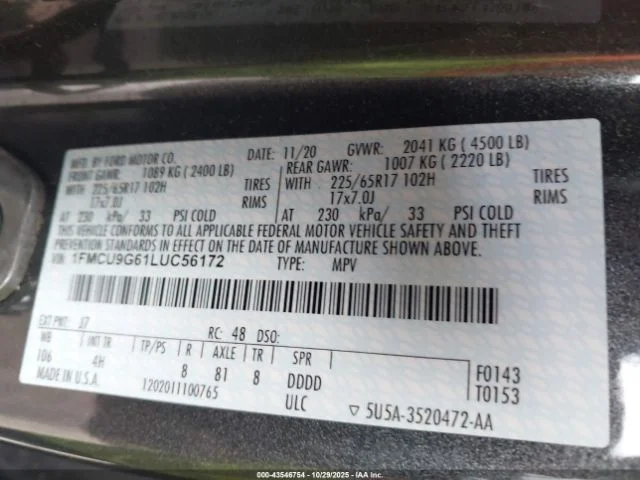 MFD. BY FORD MOTOR CO.
DATE: 11/20 GVWR: 2041 KG ( 4500 LB)
FRONT GAWR: 1089 KG ( 2400 LB) REAR GAWR: 1007 KG ( 2220 LB)
WITH 225/65R17 102H TIRES WITH 225/65R17 102H TIRES
17x7.0J RIMS 17x7.0J RIMS
AT 230 kPa/ 33 PSI COLD AT 230 kPa/ 33 PSI COLD
THIS VEHICLE CONFORMS TO ALL APPLICABLE FEDERAL MOTOR VEHICLE SAFETY AND THEFT
PREVENTION STANDARDS IN EFFECT ON THE DATE OF MANUFACTURE SHOWN ABOVE.
VIN: 1FMCU9G61LUC56172 TYPE: MPV
EXT PNT: J7 RC: 48 DSO:
WB INT TR TP/PS R AXLE TR SPR
106 4H 8 81 8 DDDD F0143
MADE IN U.S.A. 1202011100765 ULC T0153
▽ 5U5A-3520472-AA
000-43546754 | 10/29/2025 | IAAI.COM